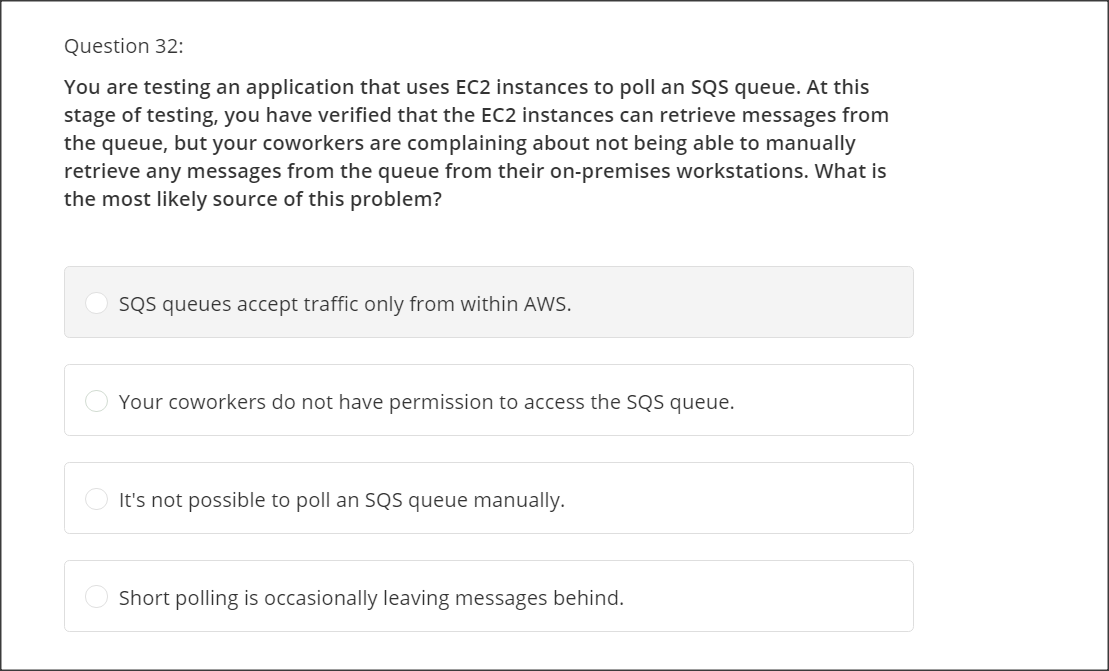 Question 32:
You are testing an application that uses EC2 instances to poll an SQS queue. At this
stage of testing, you have verified that the EC2 instances can retrieve messages from
the queue, but your coworkers are complaining about not being able to manually
retrieve any messages from the queue from their on-premises workstations. What is
the most likely source of this problem?
SQS queues accept traffic only from within AWS.
Your coworkers do not have permission to access the SQS queue.
It's not possible to poll an SQS queue manually.
Short polling is occasionally leaving messages behind.